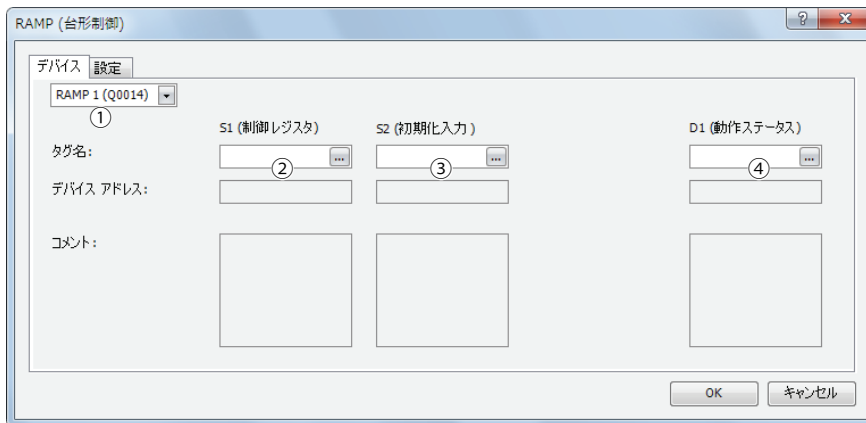 RAMP (台形制御)
デバイス 設定
RAMP 1 (Q0014)
①
S1 (制御レジスタ) S2 (初期化入力 ) D1 (動作ステータス)
タグ名: ... ... ...
② ③ ④
デバイス アドレス:
コメント :
OK キャンセル